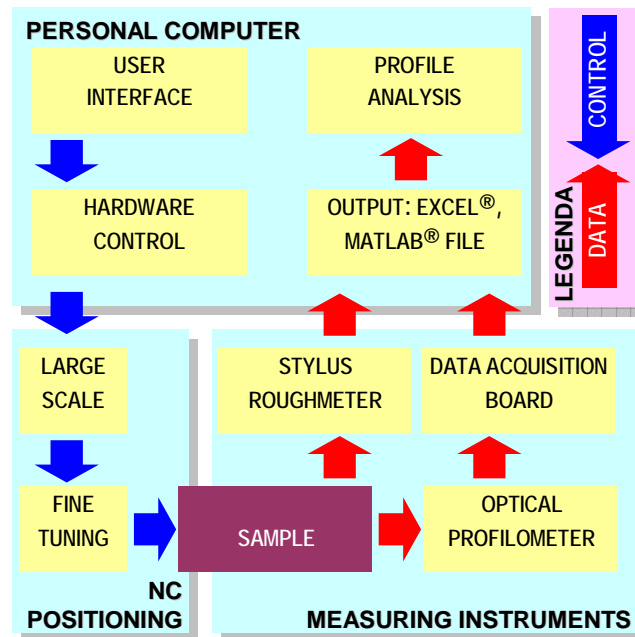 PERSONAL COMPUTER
USER
INTERFACE
PROFILE
ANALYSIS
HARDWARE
CONTROL
OUTPUT: EXCEL®,
MATLAB® FILE
CONTROL
DATA
LEGENDA
LARGE
SCALE
STYLUS
ROUGHMETER
DATA ACQUISITION
BOARD
FINE
TUNING
SAMPLE
OPTICAL
PROFILOMETER
NC
POSITIONING
MEASURING INSTRUMENTS